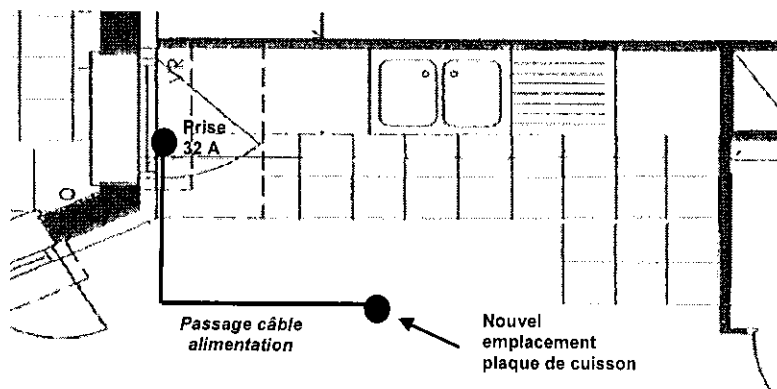 VR
Prise
32 A
Passage câble
alimentation
Nouvel
emplacement
plaque de cuisson